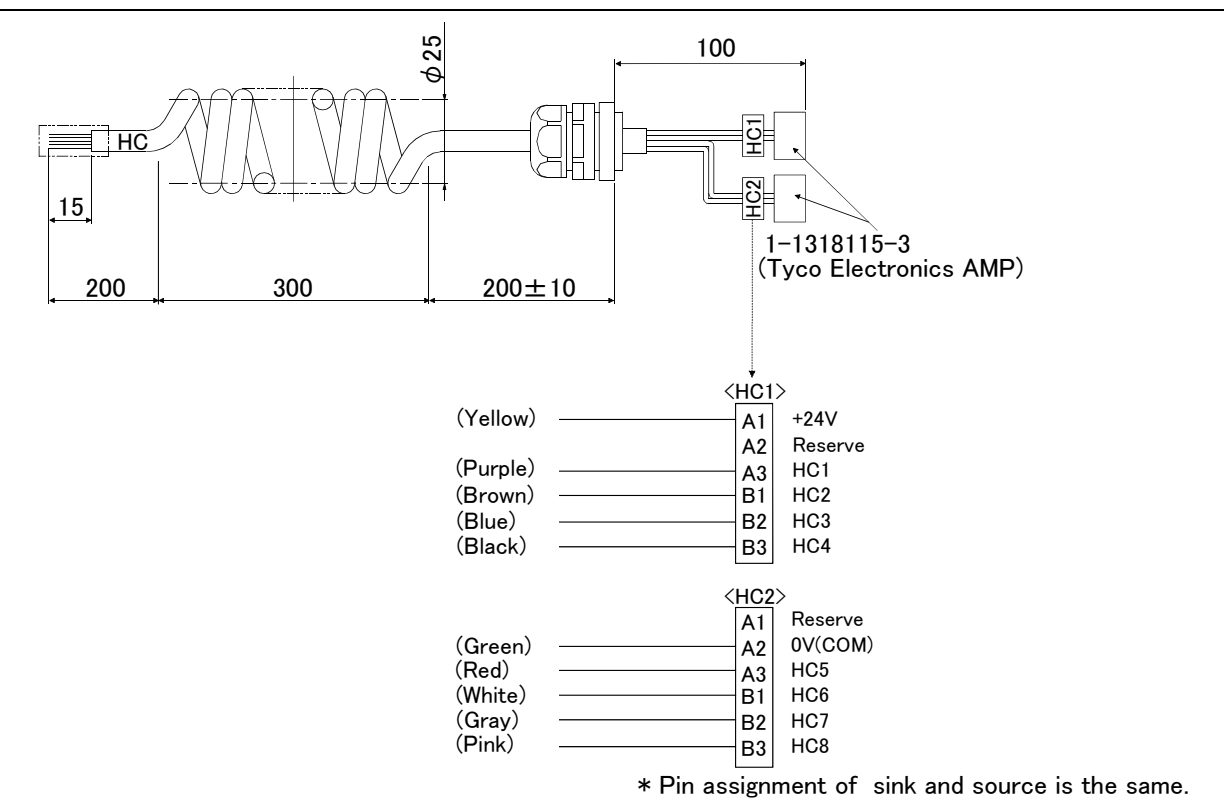 φ25
100
HC
HC1
HC2
15
1-1318115-3
(Tyco Electronics AMP)
200
300
200±10
<HC1>
(Yellow) A1 +24V
A2 Reserve
(Purple) A3 HC1
(Brown) B1 HC2
(Blue) B2 HC3
(Black) B3 HC4
<HC2>
A1 Reserve
(Green) A2 0V(COM)
(Red) A3 HC5
(White) B1 HC6
(Gray) B2 HC7
(Pink) B3 HC8
* Pin assignment of sink and source is the same.